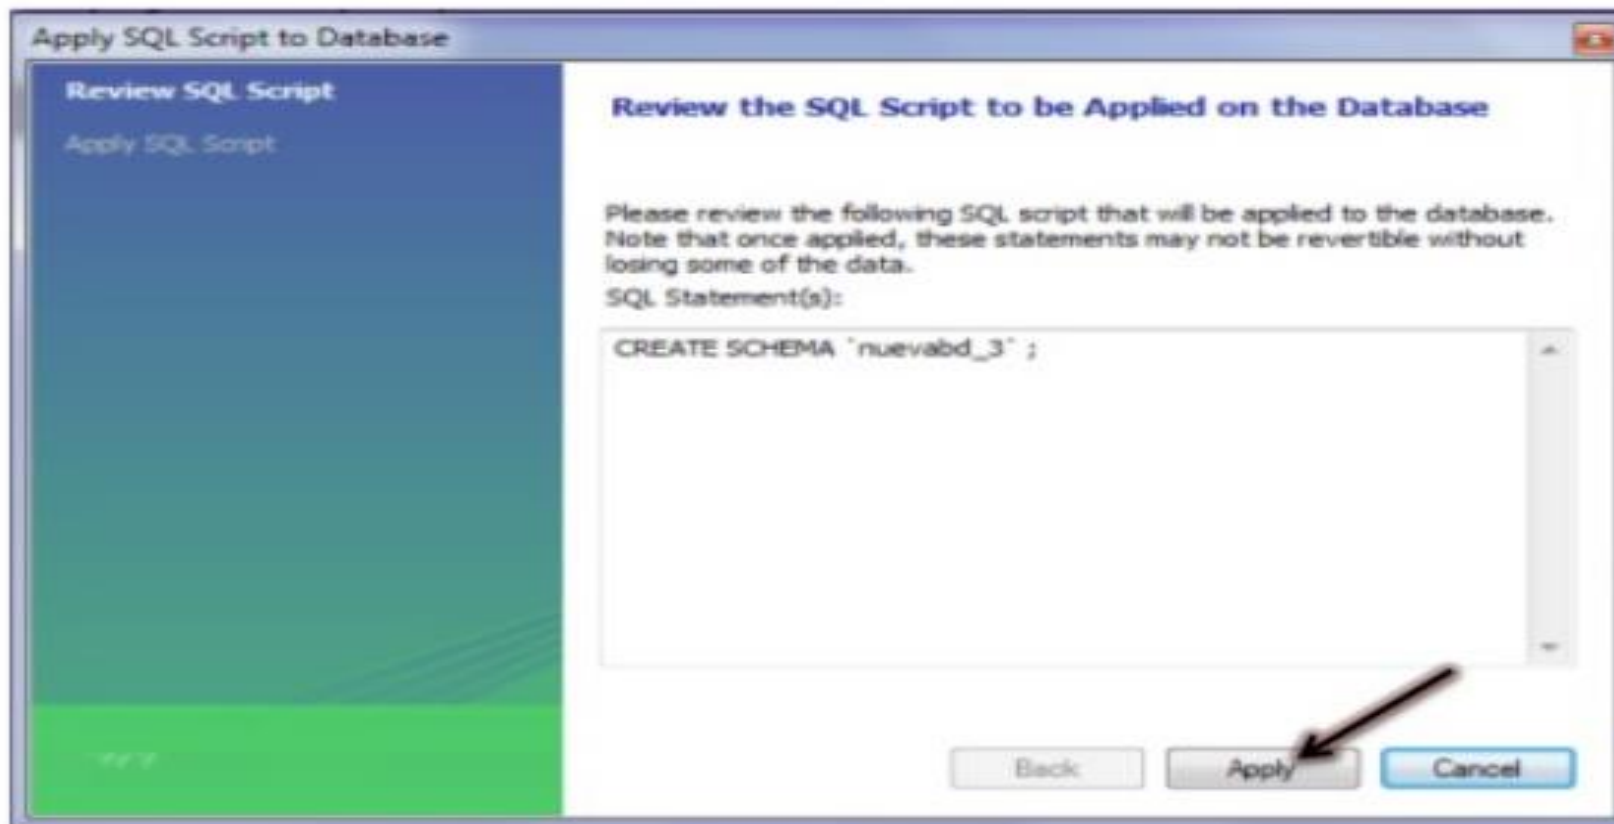 Apply SQL Script to Database
Review SQL Script
Apply SQL Script
Review the SQL Script to be Applied on the Database
Please review the following SQL script that will be applied to the database.
Note that once applied, these statements may not be revertible without
losing some of the data.
SQL Statement(s):
CREATE SCHEMA `nuevabd_3` ;
Back
Apply
Cancel